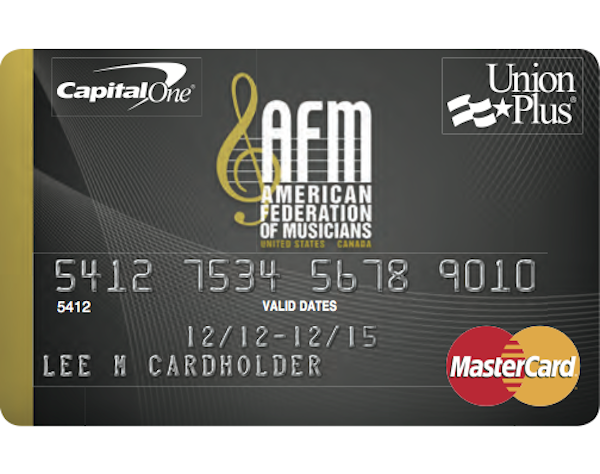 CapitalOne®
Union
Plus®
AFM
AMERICAN
FEDERATION
OF MUSICIANS
UNITED STATES CANADA
5412 7534 5678 9010
5412 VALID DATES
12/12-12/15
LEE M CARDHOLDER
MasterCard